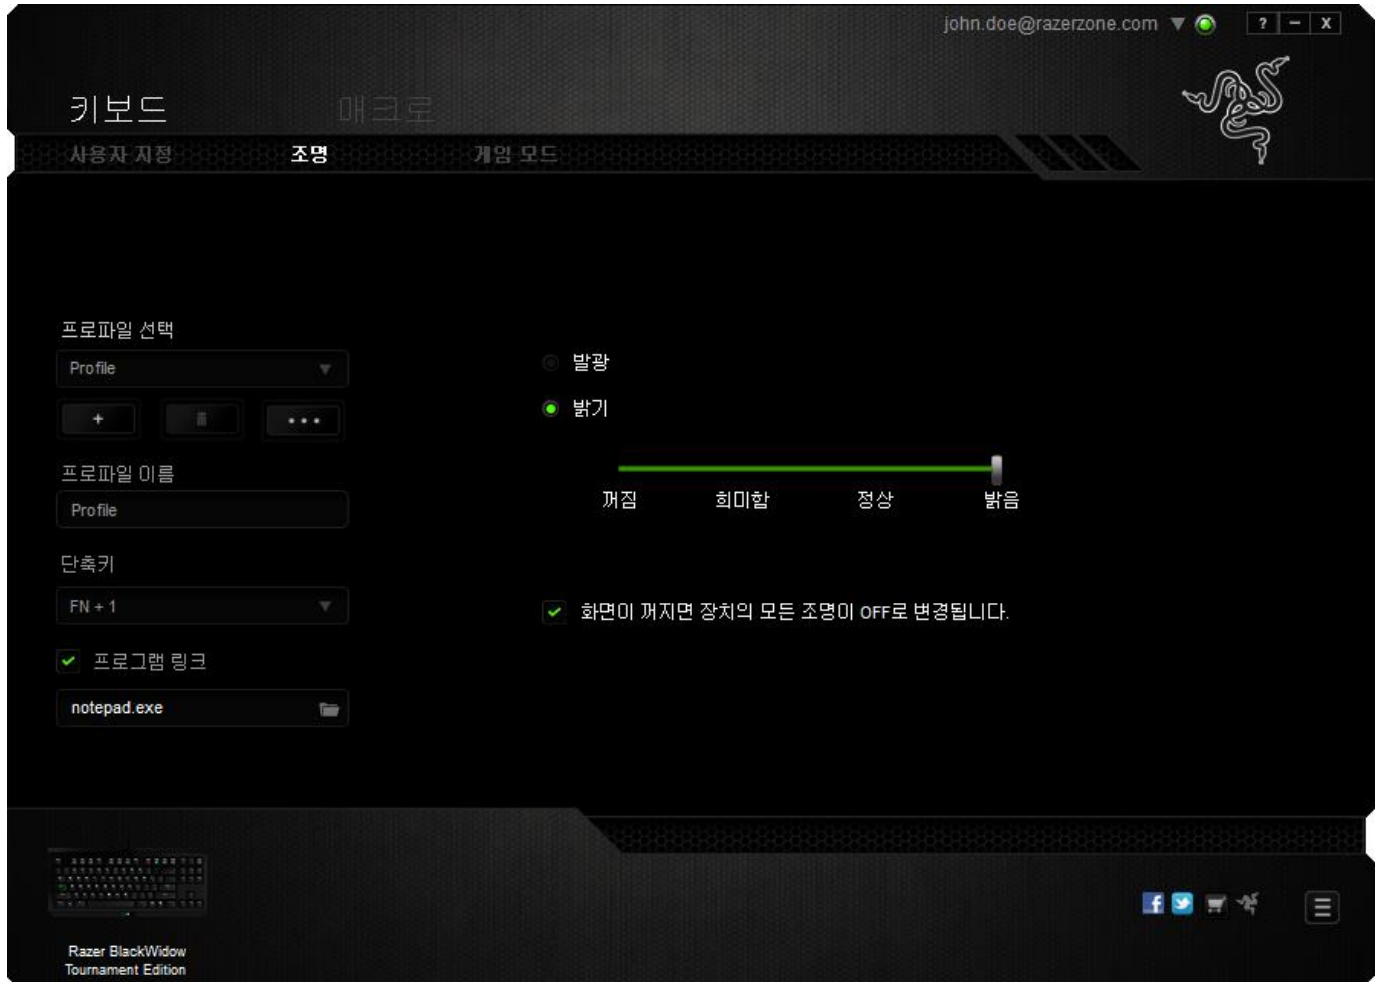 john.doe@razerzone.com
? – X
키보드
매크로
사용자 지정
조명
게임 모드
프로파일 선택
Profile
+
프로파일 이름
Profile
단축키
FN + 1
프로그램 링크
notepad.exe
발광
밝기
꺼짐 희미함 정상 밝음
화면이 꺼지면 장치의 모든 조명이 OFF로 변경됩니다.
Razer BlackWidow
Tournament Edition